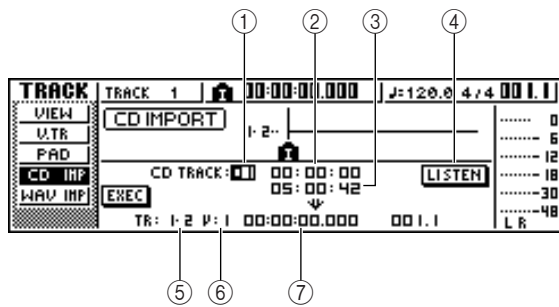 ① ② ③ ④
TRACK TRACK 1 00:00:00.000 ♩=120.0 4/4 001.1
VIEW
V.TR
PAD
CD IMP
WAV IMP
CD IMPORT
1-2--
CD TRACK: 00:00:00
05:00:42
LISTEN
EXEC
TR: 1-2 V:1 00:00:00.000 001.1
0
6
12
18
30
48
L R
⑤ ⑥ ⑦